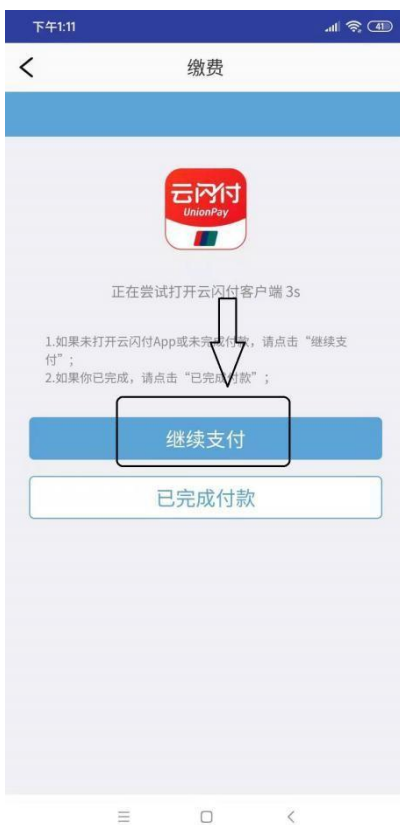 下午1:11
41
缴费
云闪付
UnionPay
正在尝试打开云闪付客户端 3s
1.如果未打开云闪付App或未完成付款，请点击“继续支
付”；
2.如果你已完成，请点击“已完成付款”；
继续支付
已完成付款